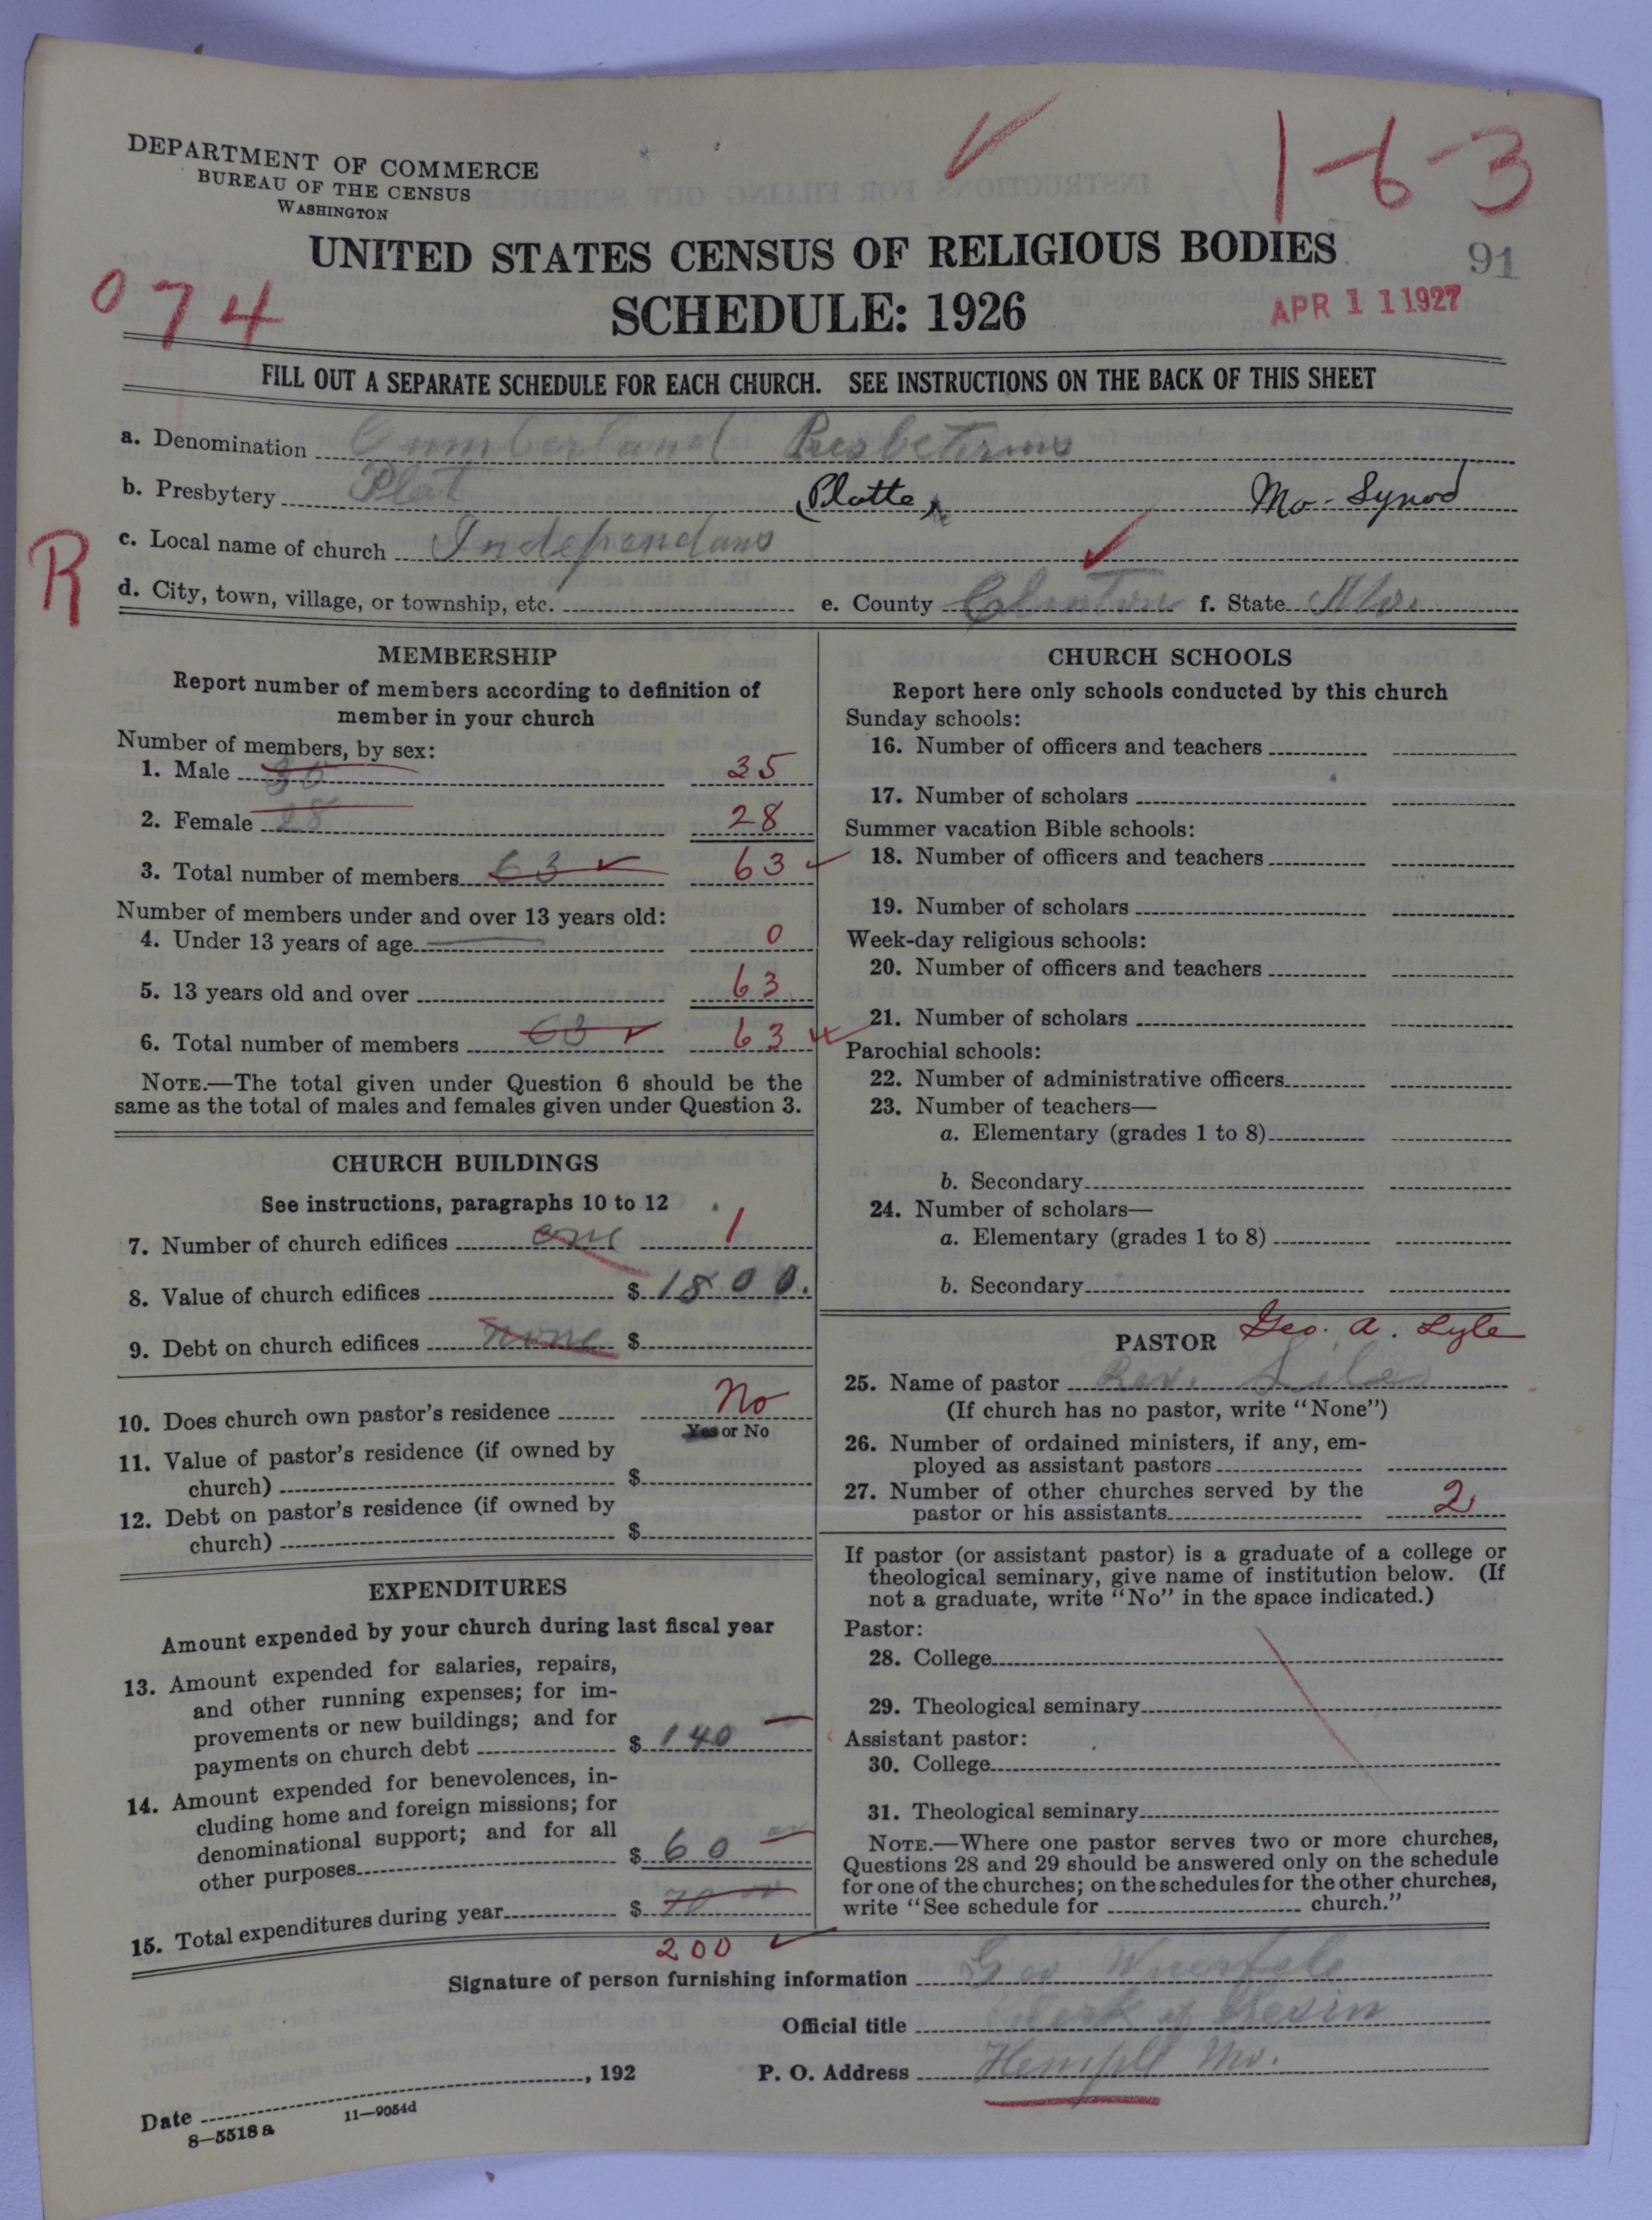 DEPARTMENT OF COMMERCE
BUREAU OF THE CENSUS
WASHINGTON
1-6-3
UNITED STATES CENSUS OF RELIGIOUS BODIES
91
074
SCHEDULE: 1926
APR 11 1927
FILL OUT A SEPARATE SCHEDULE FOR EACH CHURCH. SEE INSTRUCTIONS ON THE BACK OF THIS SHEET
a. Denomination Cumberland
b. Presbytery Plat (Platte) Mo. Synod
R
c. Local name of church
d. City, town, village, or township, etc. e. County Clinton f. State Mo.
MEMBERSHIP
Report number of members according to definition of
member in your church
Number of members, by sex:
1. Male 35
2. Female 28 28
3. Total number of members 63 63
Number of members under and over 13 years old:
4. Under 13 years of age 0
5. 13 years old and over 63
6. Total number of members 63 63
NOTE.—The total given under Question 6 should be the
same as the total of males and females given under Question 3.
CHURCH BUILDINGS
See instructions, paragraphs 10 to 12
7. Number of church edifices one 1
8. Value of church edifices $ 1800.
9. Debt on church edifices none $
10. Does church own pastor's residence No
Yes or No
11. Value of pastor's residence (if owned by
church) $
12. Debt on pastor's residence (if owned by
church) $
EXPENDITURES
Amount expended by your church during last fiscal year
13. Amount expended for salaries, repairs,
and other running expenses; for im-
provements or new buildings; and for
payments on church debt $ 140
14. Amount expended for benevolences, in-
cluding home and foreign missions; for
denominational support; and for all
other purposes $ 60
15. Total expenditures during year $ 70
200
CHURCH SCHOOLS
Report here only schools conducted by this church
Sunday schools:
16. Number of officers and teachers
17. Number of scholars
Summer vacation Bible schools:
18. Number of officers and teachers
19. Number of scholars
Week-day religious schools:
20. Number of officers and teachers
21. Number of scholars
Parochial schools:
22. Number of administrative officers
23. Number of teachers—
a. Elementary (grades 1 to 8)
b. Secondary
24. Number of scholars—
a. Elementary (grades 1 to 8)
b. Secondary
PASTOR Geo. A. Lyle
25. Name of pastor Rev. Liles
(If church has no pastor, write "None")
26. Number of ordained ministers, if any, em-
ployed as assistant pastors
27. Number of other churches served by the
pastor or his assistants 2
If pastor (or assistant pastor) is a graduate of a college or
theological seminary, give name of institution below. (If
not a graduate, write "No" in the space indicated.)
Pastor:
28. College
29. Theological seminary
Assistant pastor:
30. College
31. Theological seminary
NOTE.—Where one pastor serves two or more churches,
Questions 28 and 29 should be answered only on the schedule
for one of the churches; on the schedules for the other churches,
write "See schedule for church."
Signature of person furnishing information Geo
Official title Clerk of Sesin
Date , 192 P. O. Address Hemple Mo.
8-5518 a 11-9054d